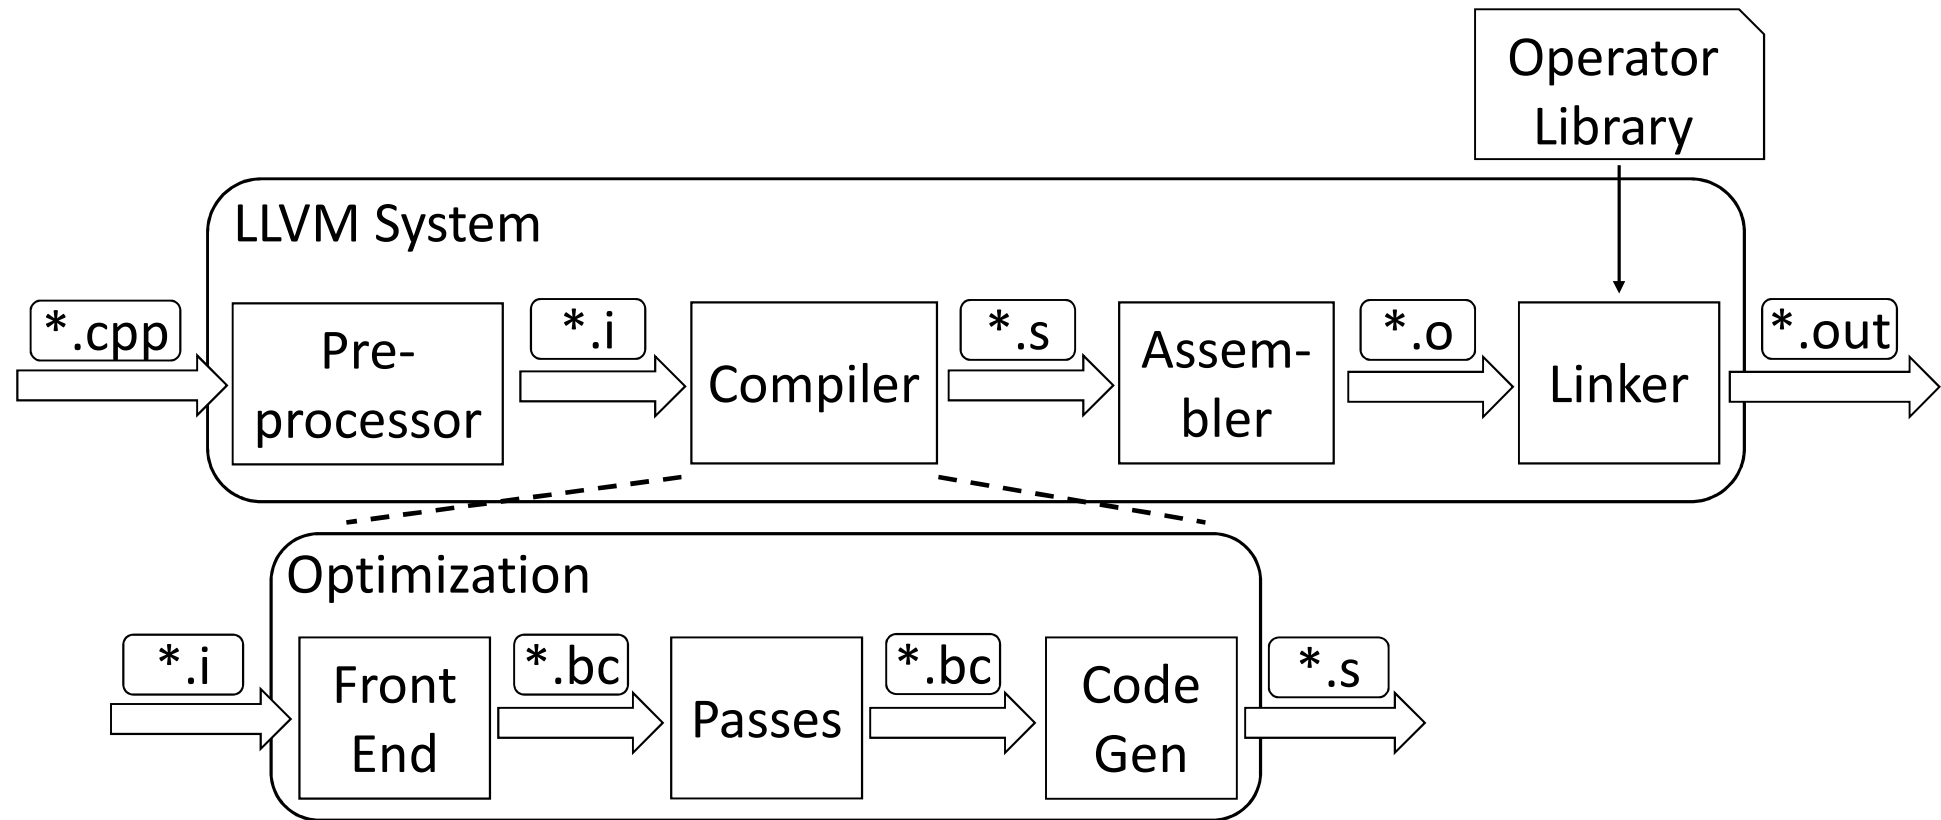 Operator
Library
LLVM System
*.cpp
Pre-
processor
*.i
Compiler
*.s
Assem-
bler
*.o
Linker
*.out
Optimization
*.i
Front
End
*.bc
Passes
*.bc
Code
Gen
*.s